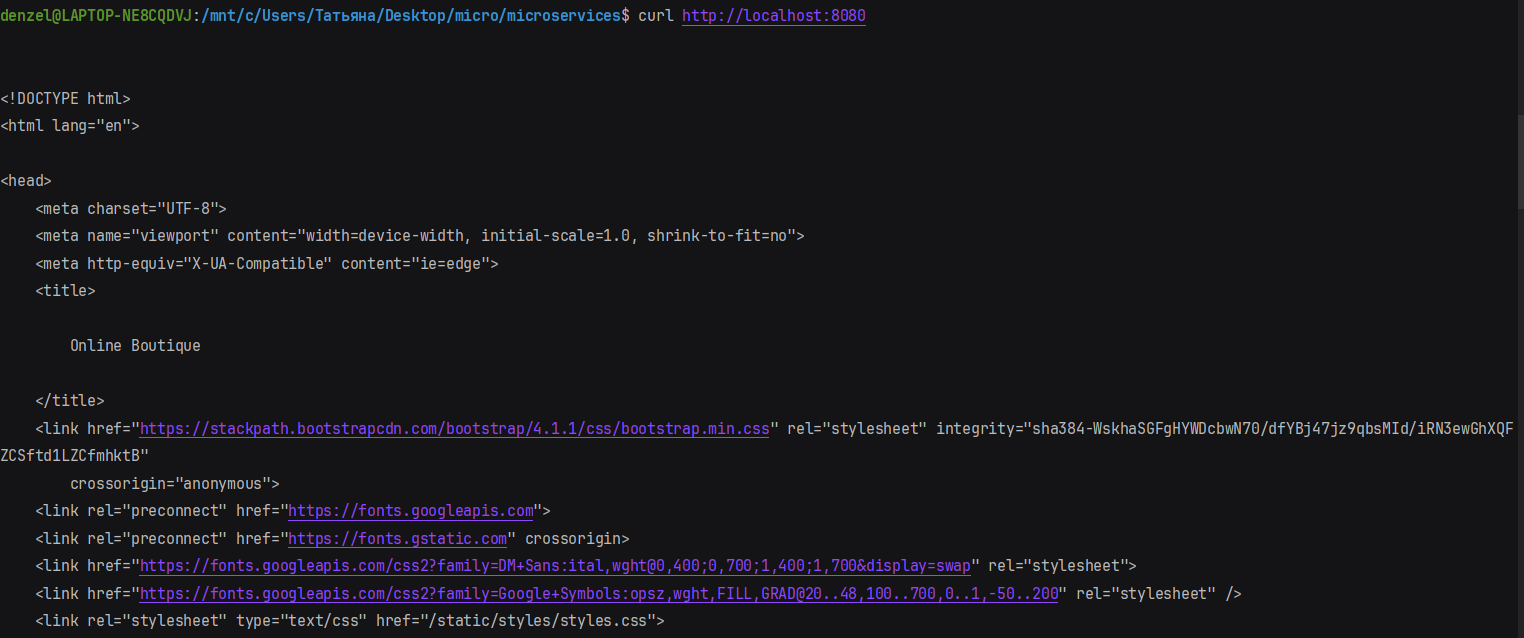 denzel@LAPTOP-NE8CQDVJ:/mnt/c/Users/Татьяна/Desktop/micro/microservices$ curl http://localhost:8080
<!DOCTYPE html>
<html lang="en">
<head>
    <meta charset="UTF-8">
    <meta name="viewport" content="width=device-width, initial-scale=1.0, shrink-to-fit=no">
    <meta http-equiv="X-UA-Compatible" content="ie=edge">
    <title>
        Online Boutique
    </title>
    <link href="https://stackpath.bootstrapcdn.com/bootstrap/4.1.1/css/bootstrap.min.css" rel="stylesheet" integrity="sha384-WskhaSGFgHYWDcbwN70/dfYBj47jz9qbsMId/iRN3ewGhXQF
ZCSftd1LZCfmhktB"
        crossorigin="anonymous">
    <link rel="preconnect" href="https://fonts.googleapis.com">
    <link rel="preconnect" href="https://fonts.gstatic.com" crossorigin>
    <link href="https://fonts.googleapis.com/css2?family=DM+Sans:ital,wght@0,400;0,700;1,400;1,700&display=swap" rel="stylesheet">
    <link href="https://fonts.googleapis.com/css2?family=Google+Symbols:opsz,wght,FILL,GRAD@20..48,100..700,0..1,-50..200" rel="stylesheet" />
    <link rel="stylesheet" type="text/css" href="/static/styles/styles.css">